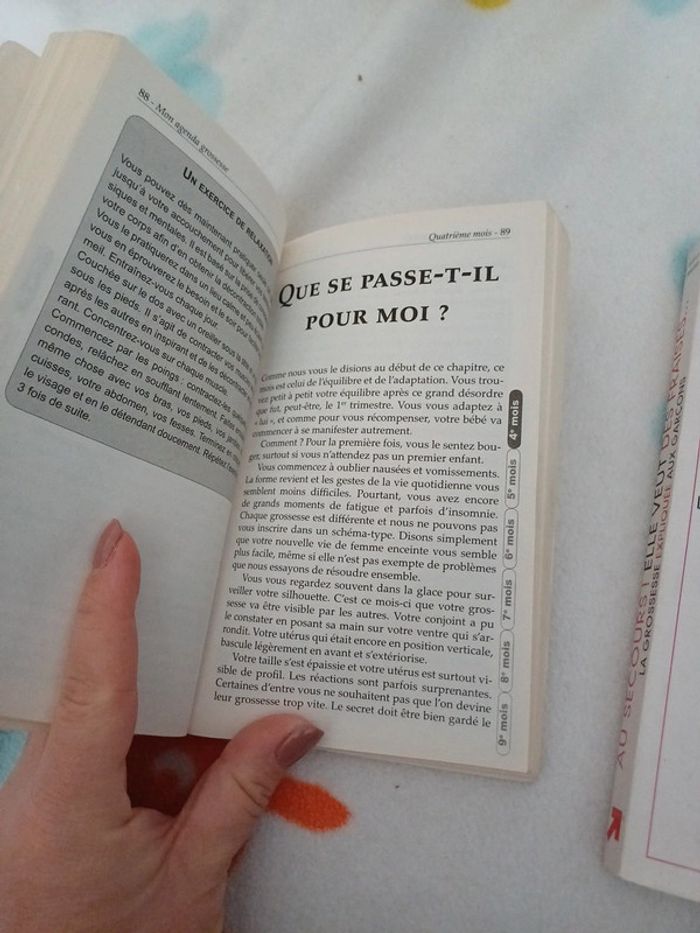 88 - Mon agenda grossesse
UN EXERCICE DE RELAXATION
Vous pouvez dès maintenant pratiquer
jusqu'à votre accouchement pour libérer
siques et mentales. Il est basé sur la prise de
votre corps afin d'en obtenir la décontraction
Vous le pratiquerez dans un lieu calme et
vous en éprouverez le besoin et le soir pour
meil. Entraînez-vous chaque jour.
Couchée sur le dos avec un oreiller sous la tête
sous les pieds. Il s'agit de contracter vos muscles
après les autres en inspirant et de les décontracter
rant. Concentrez-vous sur chaque muscle.
Commencez par les poings : contractez-les
condes, relâchez en soufflant lentement. Faites
même chose avec vos bras, vos pieds, vos
cuisses, votre abdomen, vos fesses. Terminez
le visage et en le détendant doucement. Répétez
3 fois de suite.
Quatrième mois - 89
QUE SE PASSE-T-IL
POUR MOI ?
Comme nous vous le disions au début de ce chapitre, ce
mois est celui de l'équilibre et de l'adaptation. Vous trou-
vez petit à petit votre équilibre après ce grand désordre
que fut, peut-être, le 1er trimestre. Vous vous adaptez à
« lui », et comme pour vous récompenser, votre bébé va
commencer à se manifester autrement.
Comment ? Pour la première fois, vous le sentez bou-
ger, surtout si vous n'attendez pas un premier enfant.
Vous commencez à oublier nausées et vomissements.
La forme revient et les gestes de la vie quotidienne vous
semblent moins difficiles. Pourtant, vous avez encore
de grands moments de fatigue et parfois d'insomnie.
Chaque grossesse est différente et nous ne pouvons pas
vous inscrire dans un schéma-type. Disons simplement
que votre nouvelle vie de femme enceinte vous semble
plus facile, même si elle n'est pas exempte de problèmes
que nous essayons de résoudre ensemble.
Vous vous regardez souvent dans la glace pour sur-
veiller votre silhouette. C'est ce mois-ci que votre gros-
sesse va être visible par les autres. Votre conjoint a pu
le constater en posant sa main sur votre ventre qui s'ar-
rondit. Votre utérus qui était encore en position verticale,
bascule légèrement en avant et s'extériorise.
Votre taille s'est épaissie et votre utérus est surtout vi-
sible de profil. Les réactions sont parfois surprenantes.
Certaines d'entre vous ne souhaitent pas que l'on devine
leur grossesse trop vite. Le secret doit être bien gardé le
4e mois
5e mois
6e mois
7e mois
8e mois
9e mois
AU SECOURS ! ELLE VEUT DES FRAISES...
LA GROSSESSE EXPLIQUÉE AUX GARÇONS